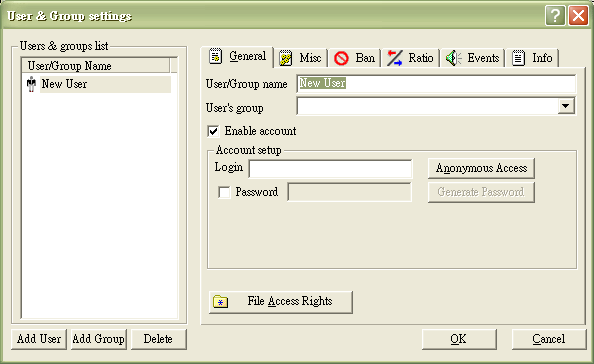 User & Group settings
Users & groups list
User/Group Name
New User
General Misc Ban Ratio Events Info
User/Group name New User
User's group
Enable account
Account setup
Login Anonymous Access
Password Generate Password
File Access Rights
Add User Add Group Delete OK Cancel